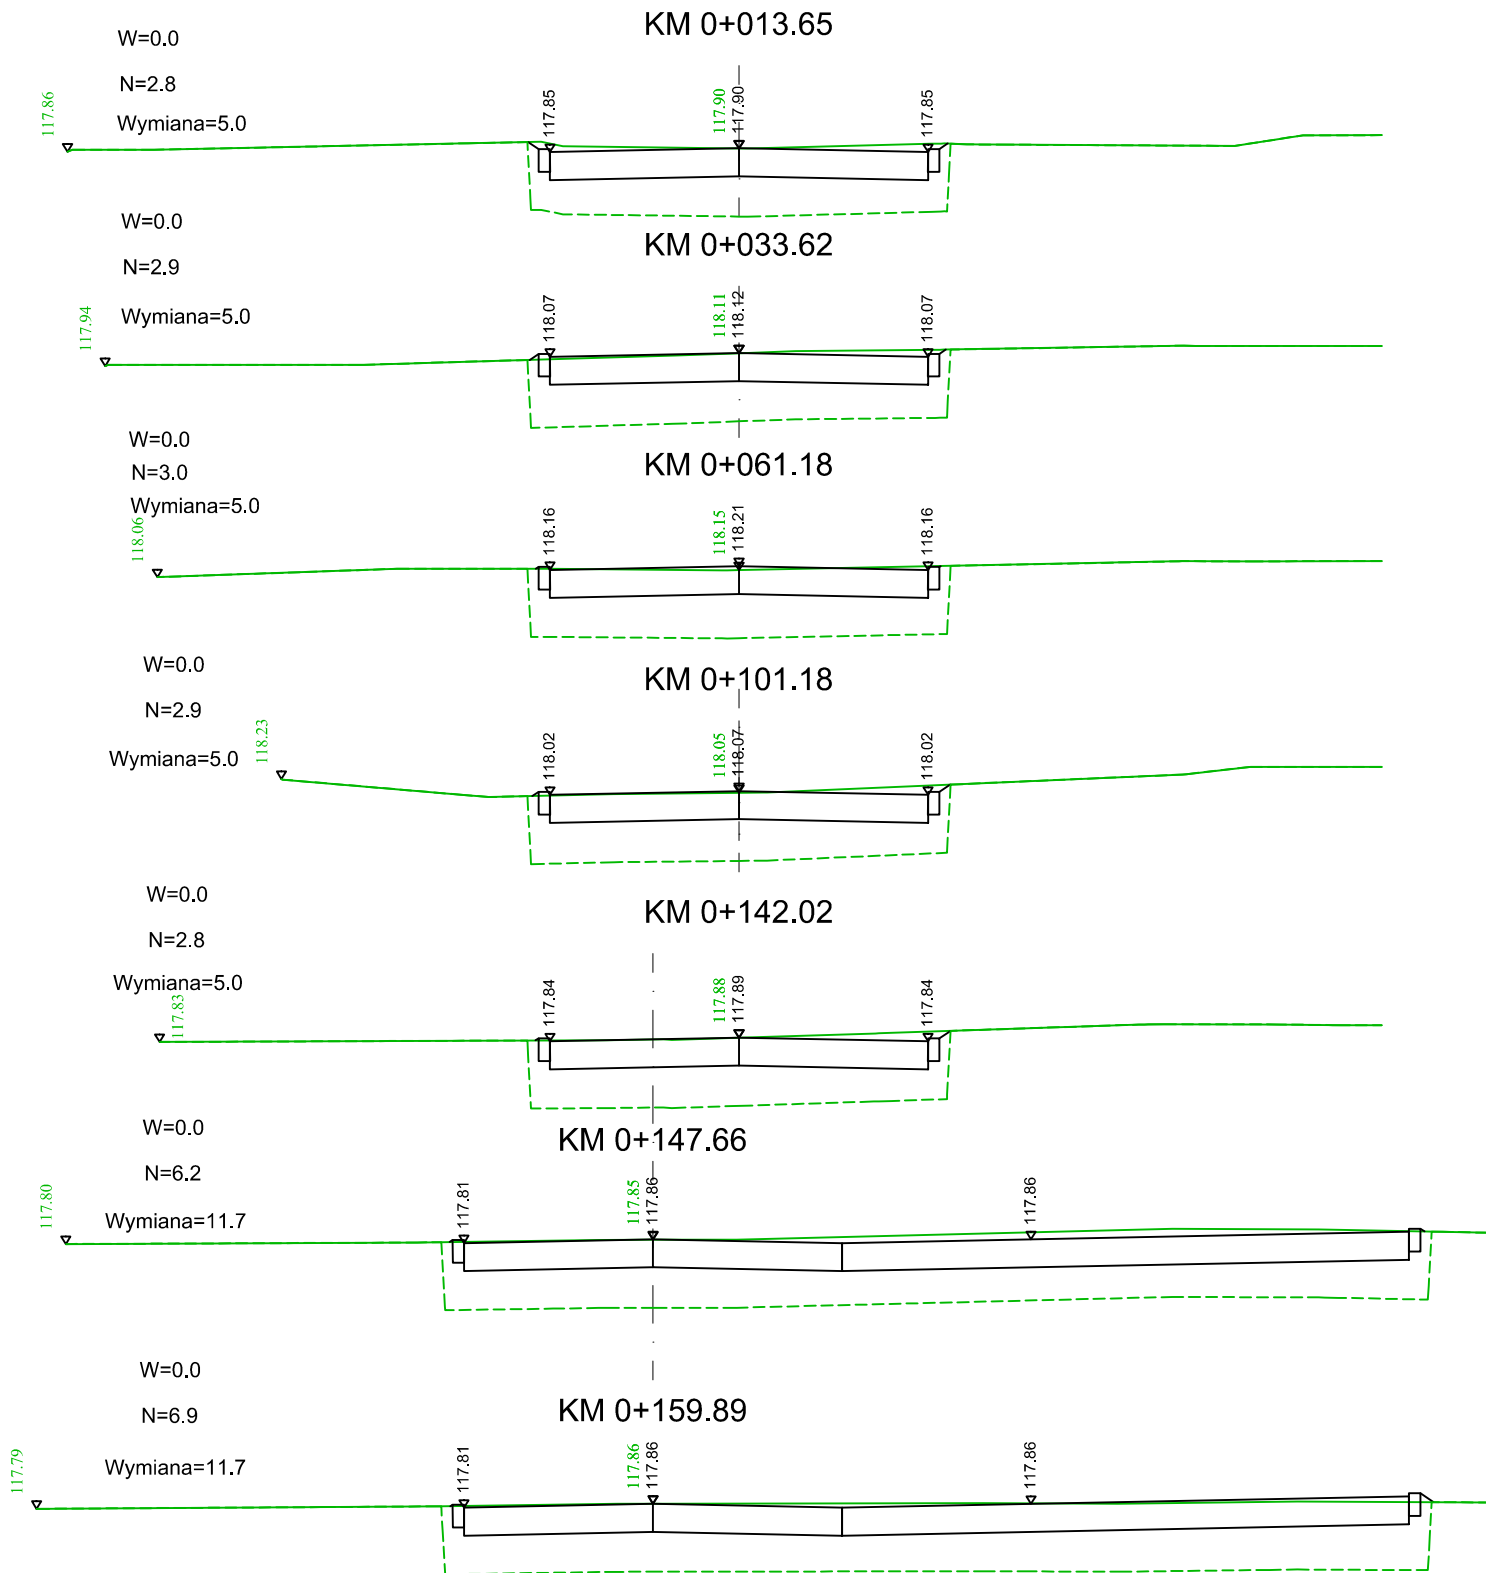 KM 0+013.65
W=0.0
N=2.8
Wymiana=5.0
117.86
117.85
117.90
117.90
117.85
KM 0+033.62
W=0.0
N=2.9
Wymiana=5.0
117.94
118.07
118.11
118.12
118.07
KM 0+061.18
W=0.0
N=3.0
Wymiana=5.0
118.06
118.16
118.15
118.21
118.16
KM 0+101.18
W=0.0
N=2.9
Wymiana=5.0
118.23
118.02
118.05
118.07
118.02
KM 0+142.02
W=0.0
N=2.8
Wymiana=5.0
117.83
117.84
117.88
117.89
117.84
KM 0+147.66
W=0.0
N=6.2
Wymiana=11.7
117.80
117.81
117.85
117.86
117.86
KM 0+159.89
W=0.0
N=6.9
Wymiana=11.7
117.79
117.81
117.86
117.86
117.86